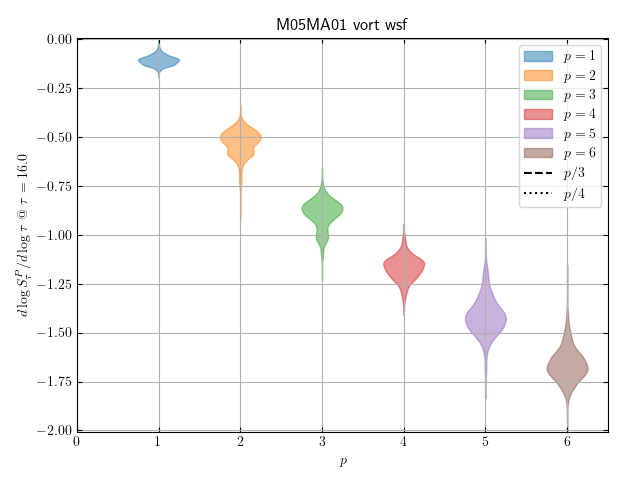 M05MA01 vort wsf
d log S_τ^P / d log τ @ τ = 16.0
0.00
−0.25
−0.50
−0.75
−1.00
−1.25
−1.50
−1.75
−2.00
p = 1
p = 2
p = 3
p = 4
p = 5
p = 6
p/3
p/4
0 1 2 3 4 5 6
p